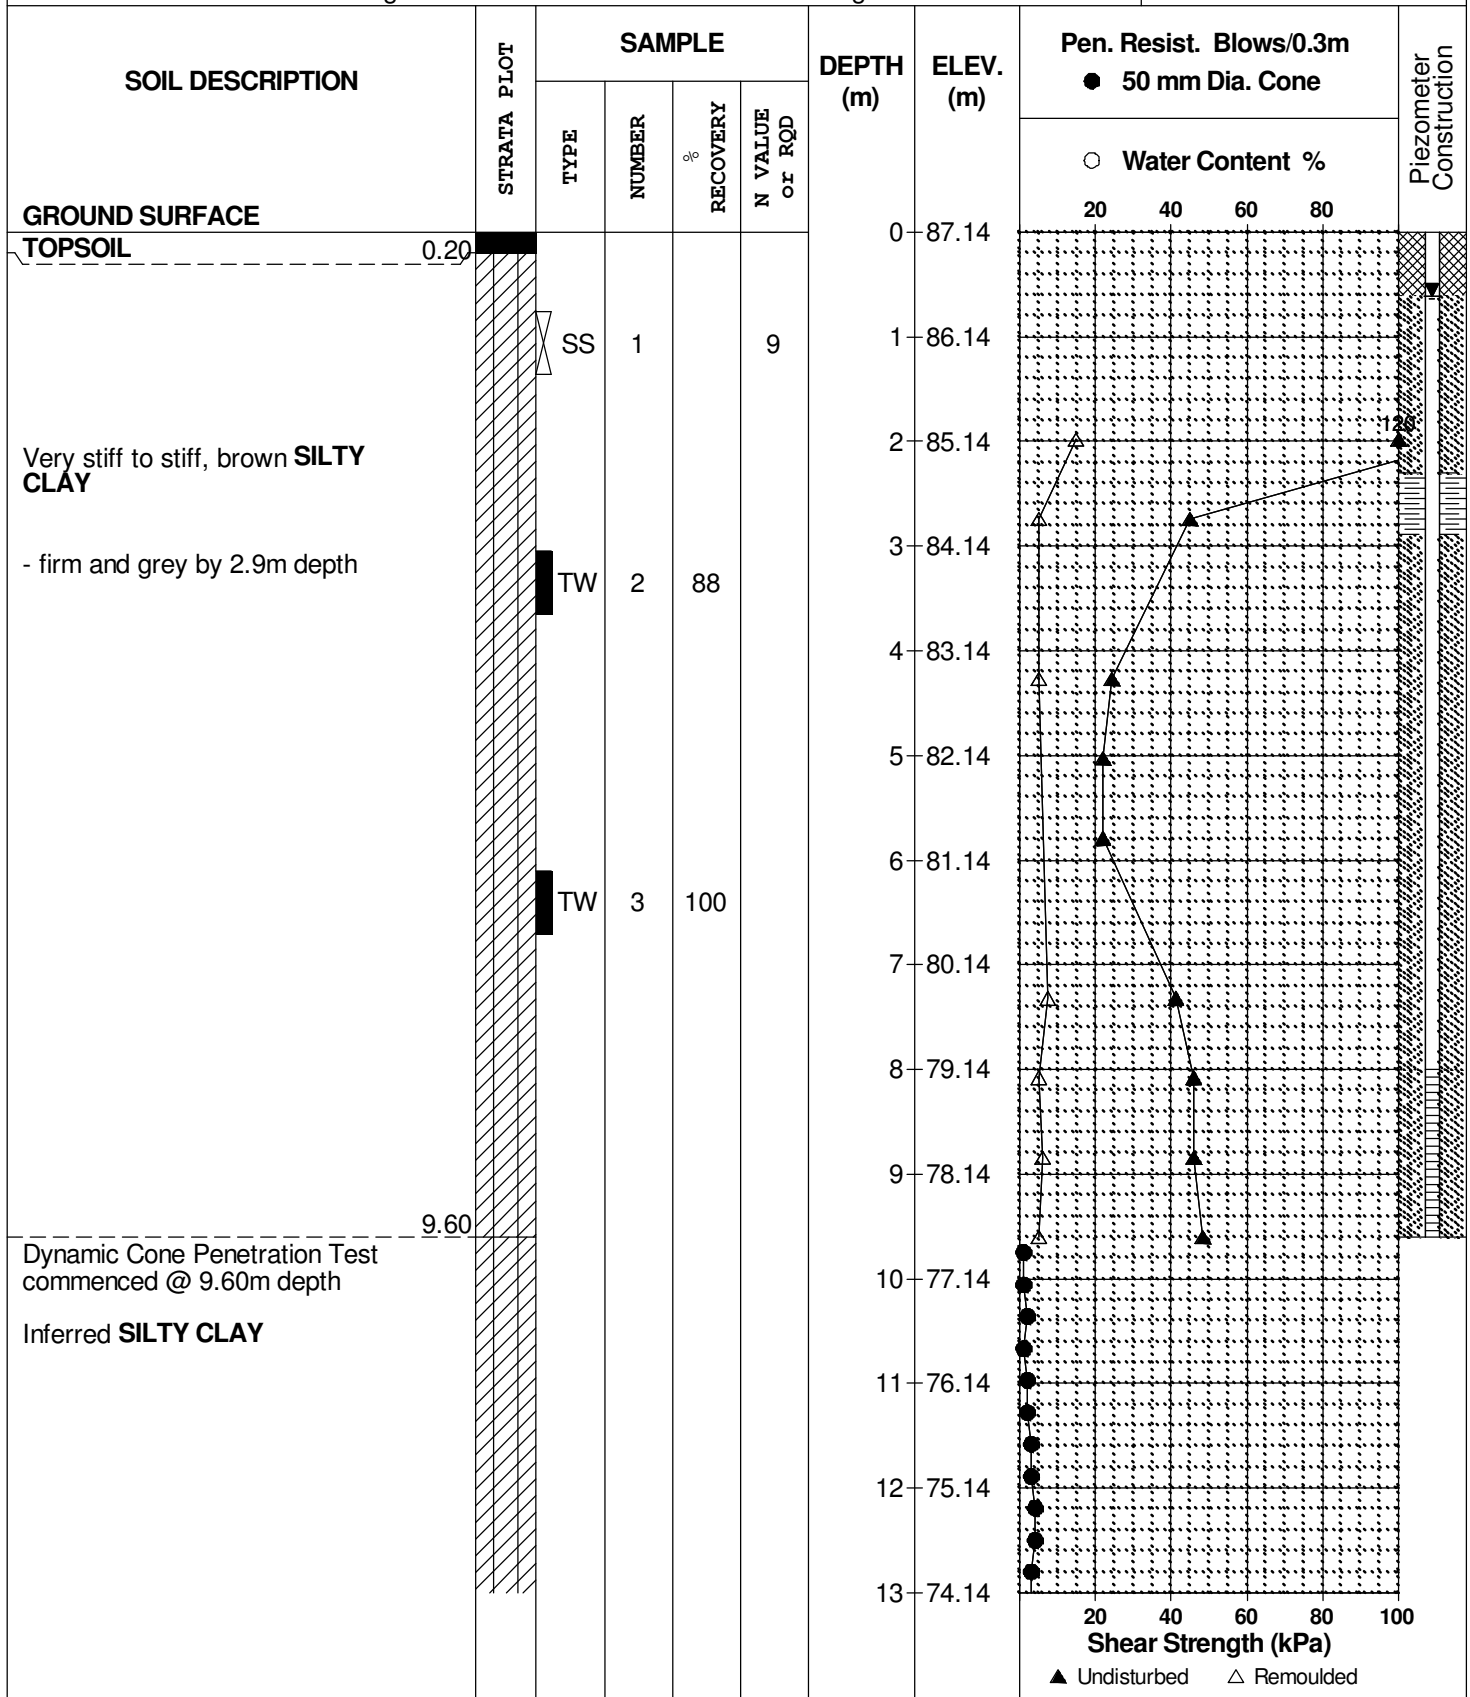 SOIL DESCRIPTION
STRATA PLOT
SAMPLE
TYPE
NUMBER
%
RECOVERY
N VALUE
or RQD
DEPTH
(m)
ELEV.
(m)
Pen. Resist. Blows/0.3m
● 50 mm Dia. Cone
○ Water Content %
Piezometer
Construction
20 40 60 80
GROUND SURFACE
0 87.14
TOPSOIL 0.20
SS 1 9
1 86.14
120
2 85.14
Very stiff to stiff, brown SILTY
CLAY
3 84.14
- firm and grey by 2.9m depth
TW 2 88
4 83.14
5 82.14
6 81.14
TW 3 100
7 80.14
8 79.14
9 78.14
9.60
Dynamic Cone Penetration Test
commenced @ 9.60m depth
10 77.14
Inferred SILTY CLAY
11 76.14
12 75.14
13 74.14
20 40 60 80 100
Shear Strength (kPa)
▲ Undisturbed △ Remoulded